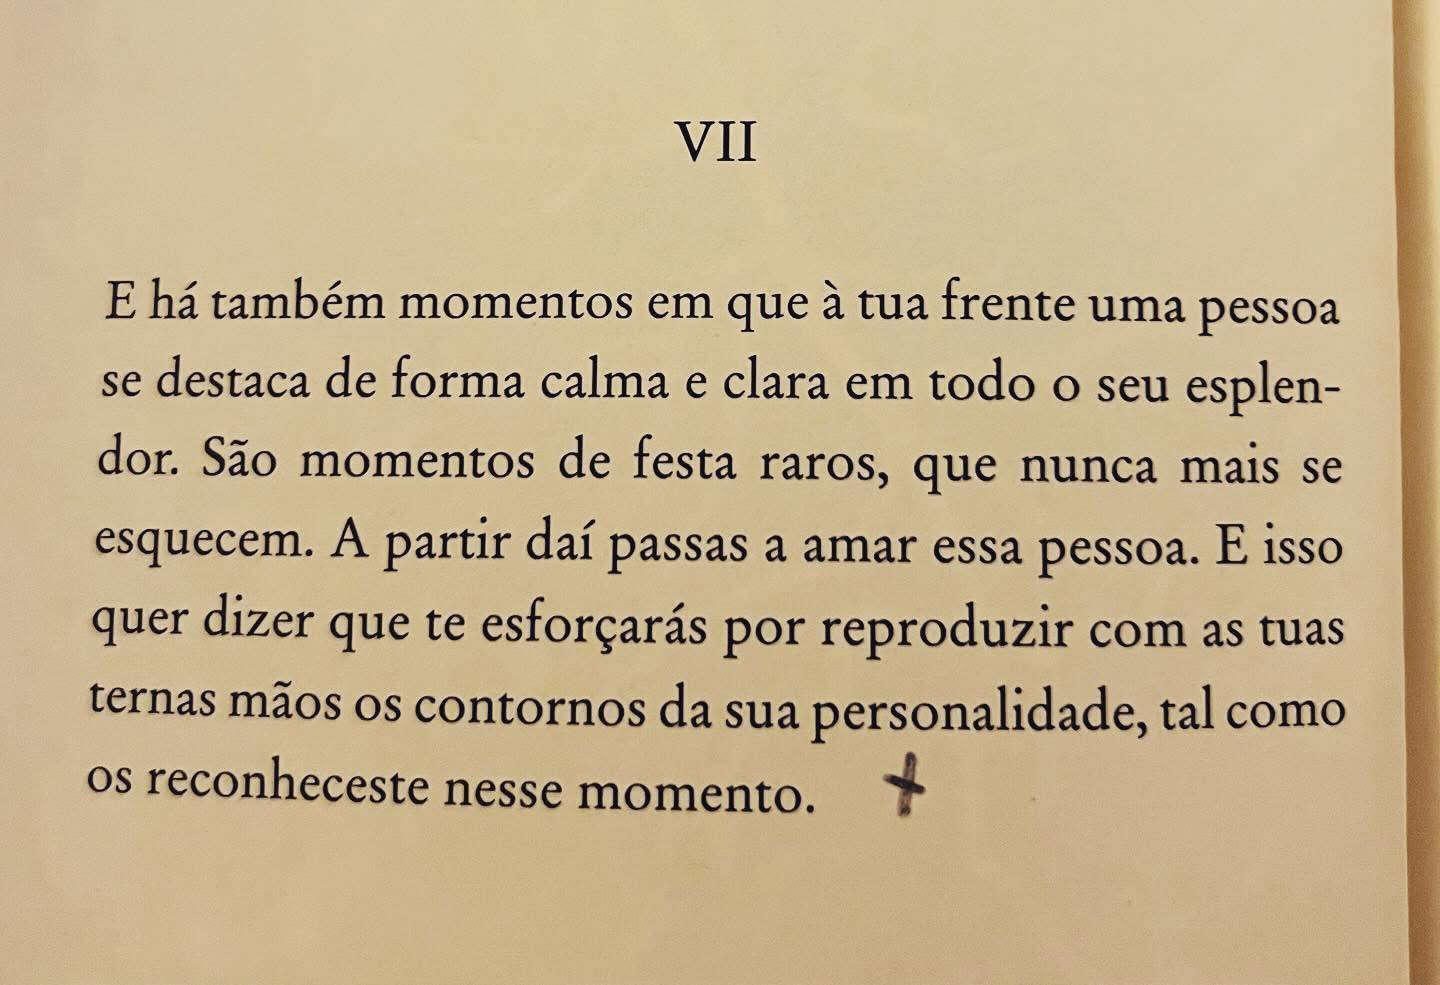 VII
E há também momentos em que à tua frente uma pessoa
se destaca de forma calma e clara em todo o seu esplen-
dor. São momentos de festa raros, que nunca mais se
esquecem. A partir daí passas a amar essa pessoa. E isso
quer dizer que te esforçarás por reproduzir com as tuas
ternas mãos os contornos da sua personalidade, tal como
os reconheceste nesse momento. +